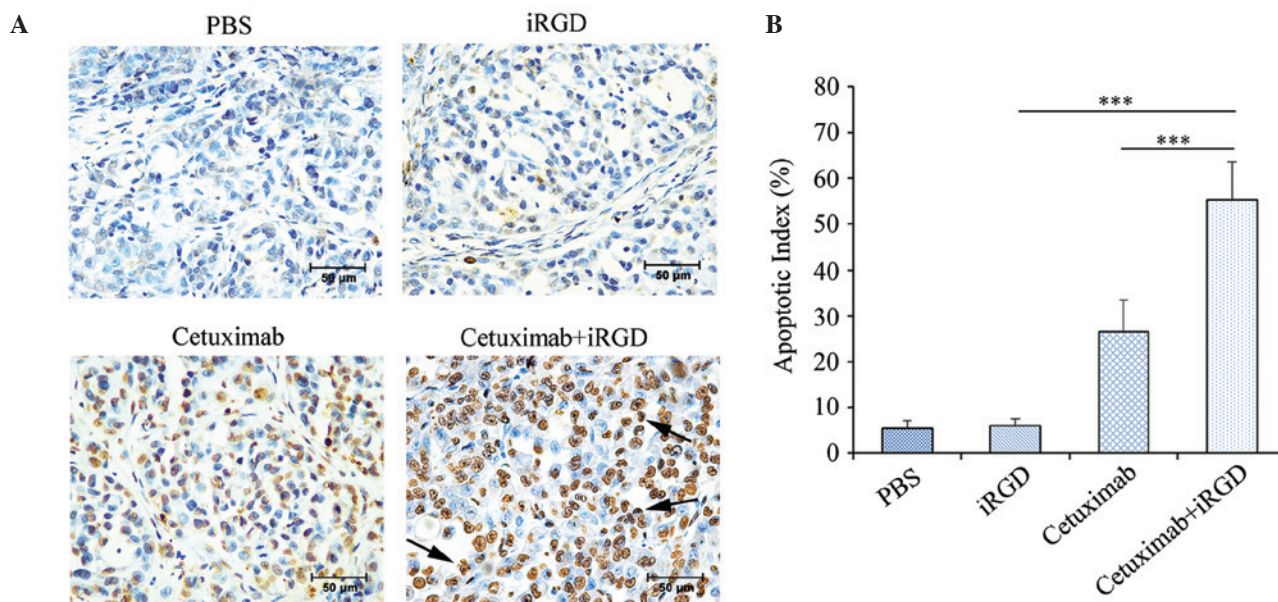 A
PBS
iRGD
50 µm
50 µm
Cetuximab
Cetuximab+iRGD
50 µm
50 µm
B
80
70
60
50
40
30
20
10
0
Apoptotic Index (%)
***
***
PBS
iRGD
Cetuximab
Cetuximab+iRGD